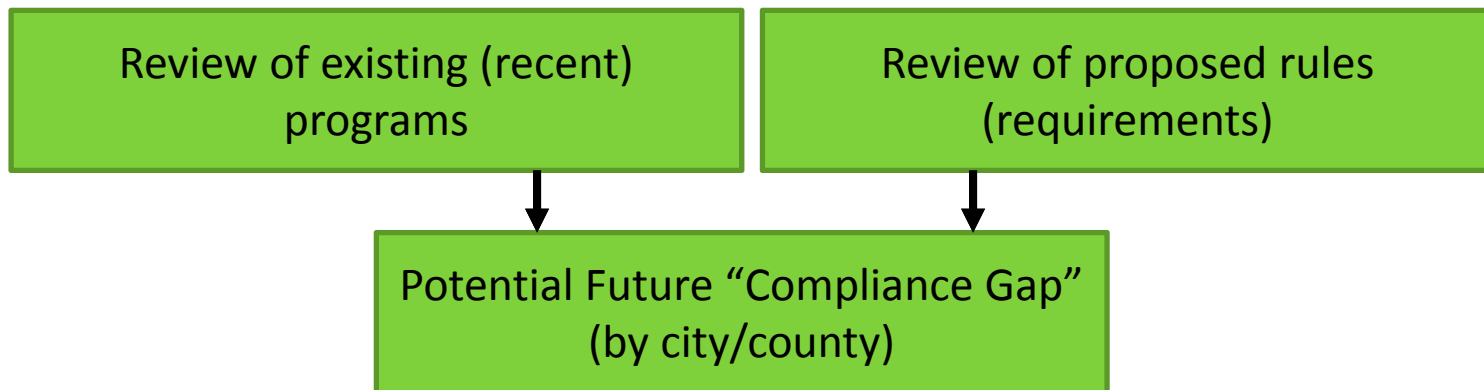 Review of existing (recent)
programs
Review of proposed rules
(requirements)
Potential Future “Compliance Gap”
(by city/county)